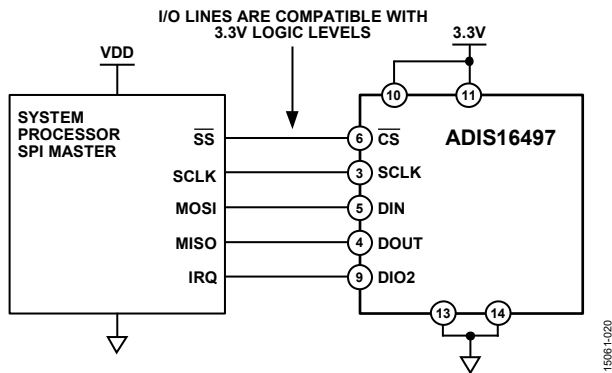 I/O LINES ARE COMPATIBLE WITH
3.3V LOGIC LEVELS
VDD
3.3V
10
11
SYSTEM
PROCESSOR
SPI MASTER
ADIS16497
SS
6
CS
SCLK
3
SCLK
MOSI
5
DIN
MISO
4
DOUT
IRQ
9
DIO2
13
14
15061-020